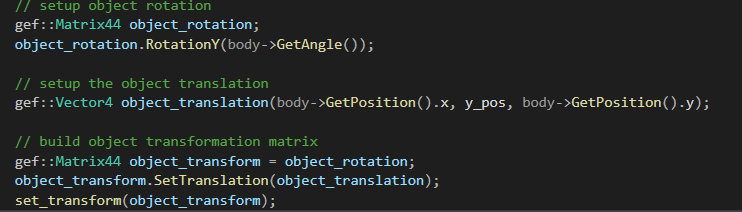 // setup object rotation
gef::Matrix44 object_rotation;
object_rotation.RotationY(body->GetAngle());
// setup the object translation
gef::Vector4 object_translation(body->GetPosition().x, y_pos, body->GetPosition().y);
// build object transformation matrix
gef::Matrix44 object_transform = object_rotation;
object_transform.SetTranslation(object_translation);
set_transform(object_transform);